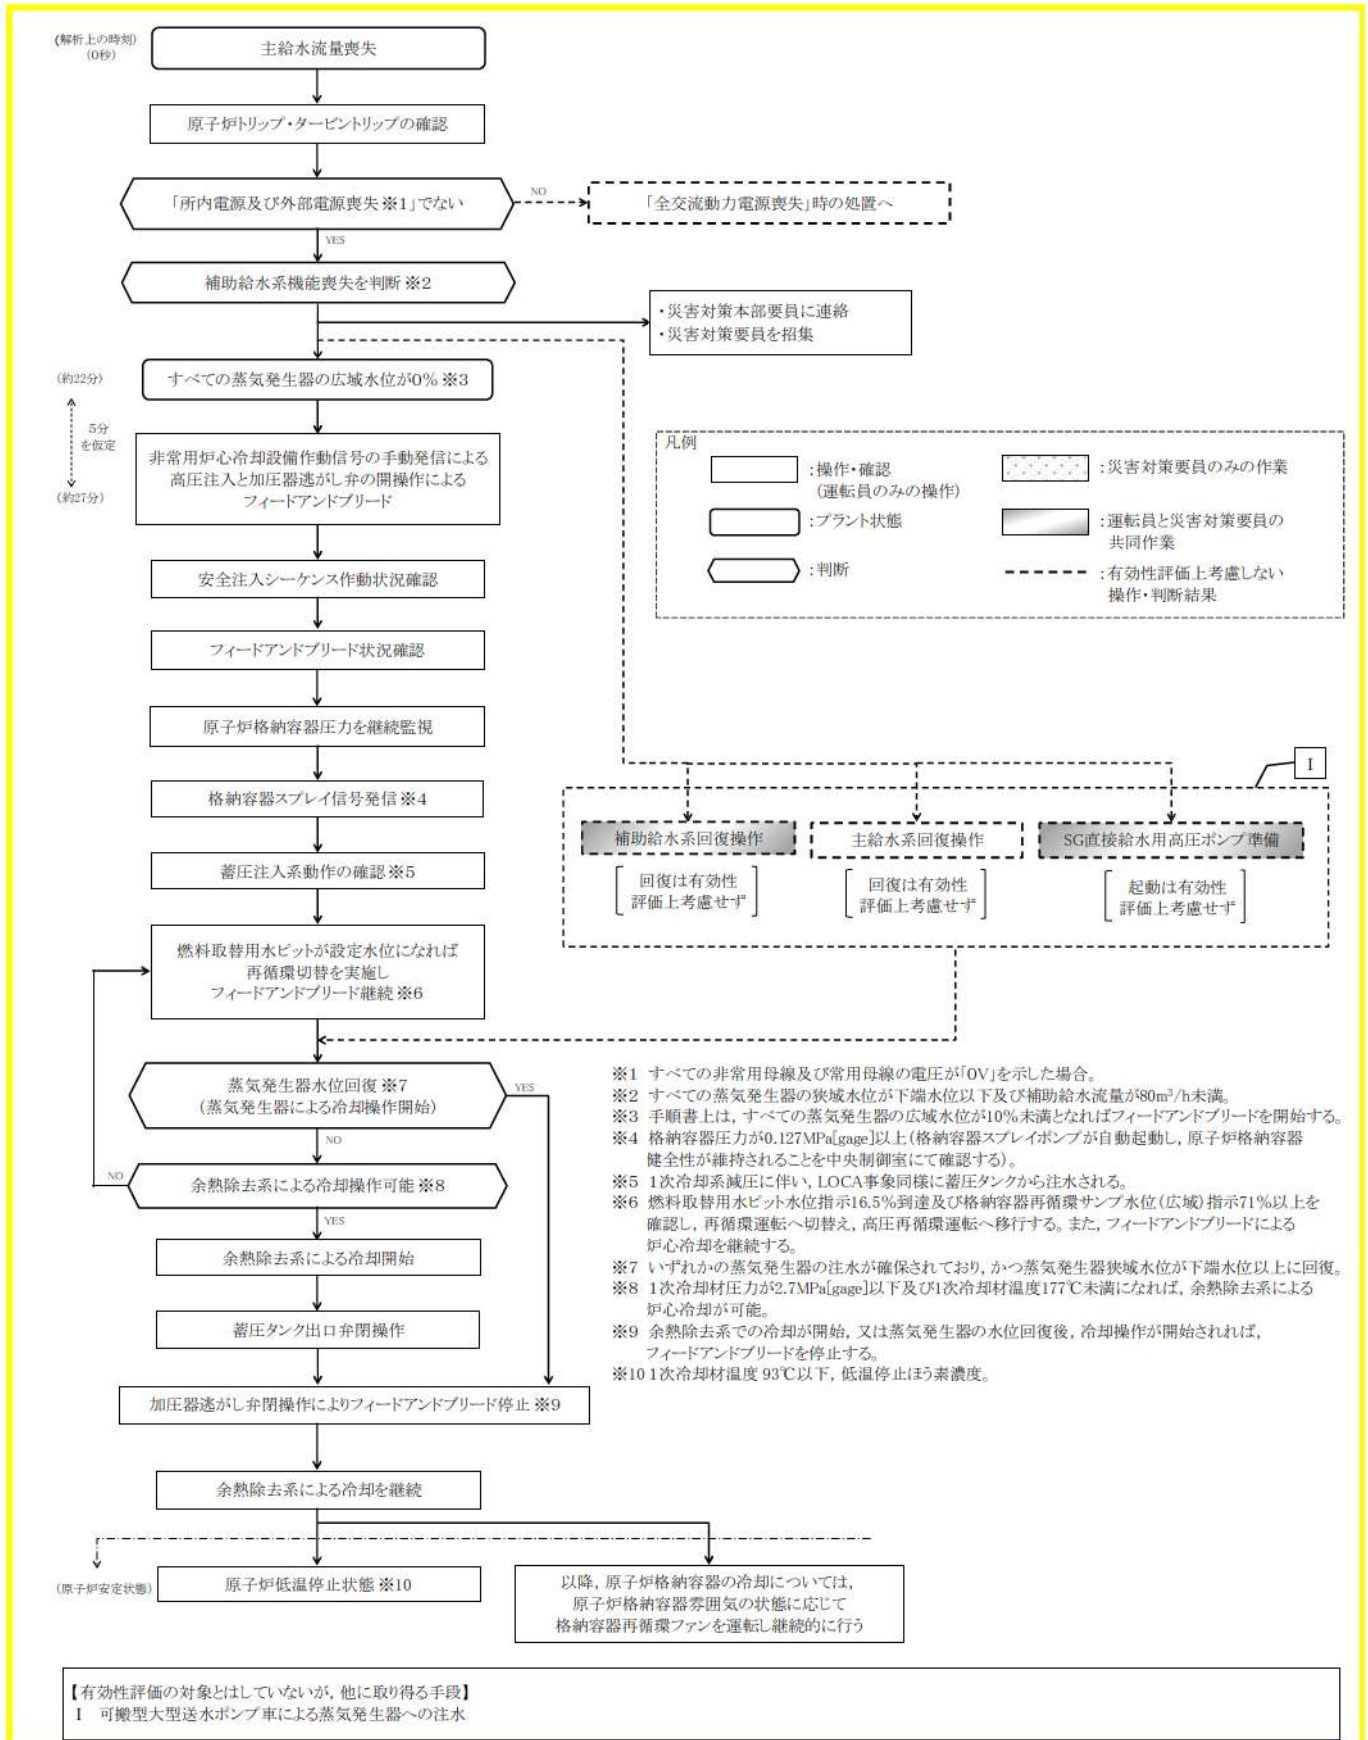 (解析上の時刻)
(0秒)
主給水流量喪失
原子炉トリップ・タービントリップの確認
「所内電源及び外部電源喪失※1」でない
NO
「全交流動力電源喪失」時の処置へ
YES
補助給水系機能喪失を判断※2
・災害対策本部要員に連絡
・災害対策要員を招集
(約22分)
すべての蒸気発生器の広域水位が0%※3
5分
を仮定
(約27分)
非常用炉心冷却設備作動信号の手動発信による
高圧注入と加圧器逃がし弁の開操作による
フィードアンドブリード
凡例
:操作・確認
(運転員のみの操作)
:プラント状態
:判断
:災害対策要員のみの作業
:運転員と災害対策要員の
共同作業
:有効性評価上考慮しない
操作・判断結果
安全注入シーケンス作動状況確認
フィードアンドブリード状況確認
原子炉格納容器圧力を継続監視
格納容器スプレイ信号発信※4
蓄圧注入系動作の確認※5
I
補助給水系回復操作
主給水系回復操作
SG直接給水用高圧ポンプ準備
回復は有効性
評価上考慮せず
回復は有効性
評価上考慮せず
起動は有効性
評価上考慮せず
燃料取替用水ピットが設定水位になれば
再循環切替を実施し
フィードアンドブリード継続※6
蒸気発生器水位回復※7
(蒸気発生器による冷却操作開始)
YES
NO
NO
余熱除去系による冷却操作可能※8
YES
余熱除去系による冷却開始
蓄圧タンク出口弁閉操作
加圧器逃がし弁閉操作によりフィードアンドブリード停止※9
余熱除去系による冷却を継続
(原子炉安定状態)
原子炉低温停止状態※10
以降,原子炉格納容器の冷却については,
原子炉格納容器雰囲気の状態に応じて
格納容器再循環ファンを運転し継続的に行う
※1 すべての非常用母線及び常用母線の電圧が「0V」を示した場合。
※2 すべての蒸気発生器の狭域水位が下端水位以下及び補助給水流量が80m³/h未満。
※3 手順書上は,すべての蒸気発生器の広域水位が10%未満となればフィードアンドブリードを開始する。
※4 格納容器圧力が0.127MPa[gage]以上(格納容器スプレイポンプが自動起動し,原子炉格納容器
健全性が維持されることを中央制御室にて確認する)。
※5 1次冷却系減圧に伴い,LOCA事象同様に蓄圧タンクから注水される。
※6 燃料取替用水ピット水位指示16.5%到達及び格納容器再循環サンプ水位(広域)指示71%以上を
確認し,再循環運転へ切替え,高圧再循環運転へ移行する。また,フィードアンドブリードによる
炉心冷却を継続する。
※7 いずれかの蒸気発生器の注水が確保されており,かつ蒸気発生器狭域水位が下端水位以上に回復。
※8 1次冷却材圧力が2.7MPa[gage]以下及び1次冷却材温度177℃未満になれば,余熱除去系による
炉心冷却が可能。
※9 余熱除去系での冷却が開始,又は蒸気発生器の水位回復後,冷却操作が開始されれば,
フィードアンドブリードを停止する。
※10 1次冷却材温度 93℃以下,低温停止ほう素濃度。
【有効性評価の対象とはしていないが,他に取り得る手段】
I 可搬型大型送水ポンプ車による蒸気発生器への注水